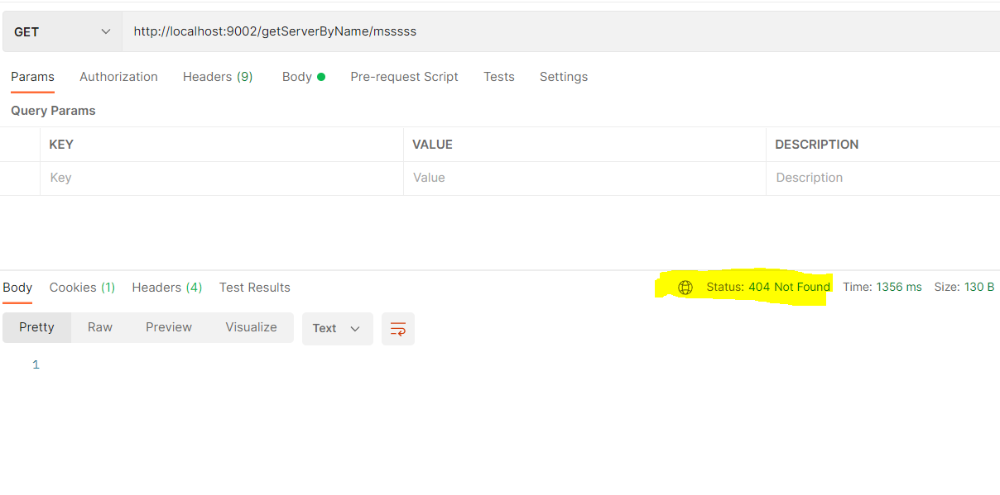 GET http://localhost:9002/getServerByName/msssss
Params Authorization Headers (9) Body Pre-request Script Tests Settings
Query Params
KEY VALUE DESCRIPTION
Key Value Description
Body Cookies (1) Headers (4) Test Results Status: 404 Not Found Time: 1356 ms Size: 130 B
Pretty Raw Preview Visualize Text
1